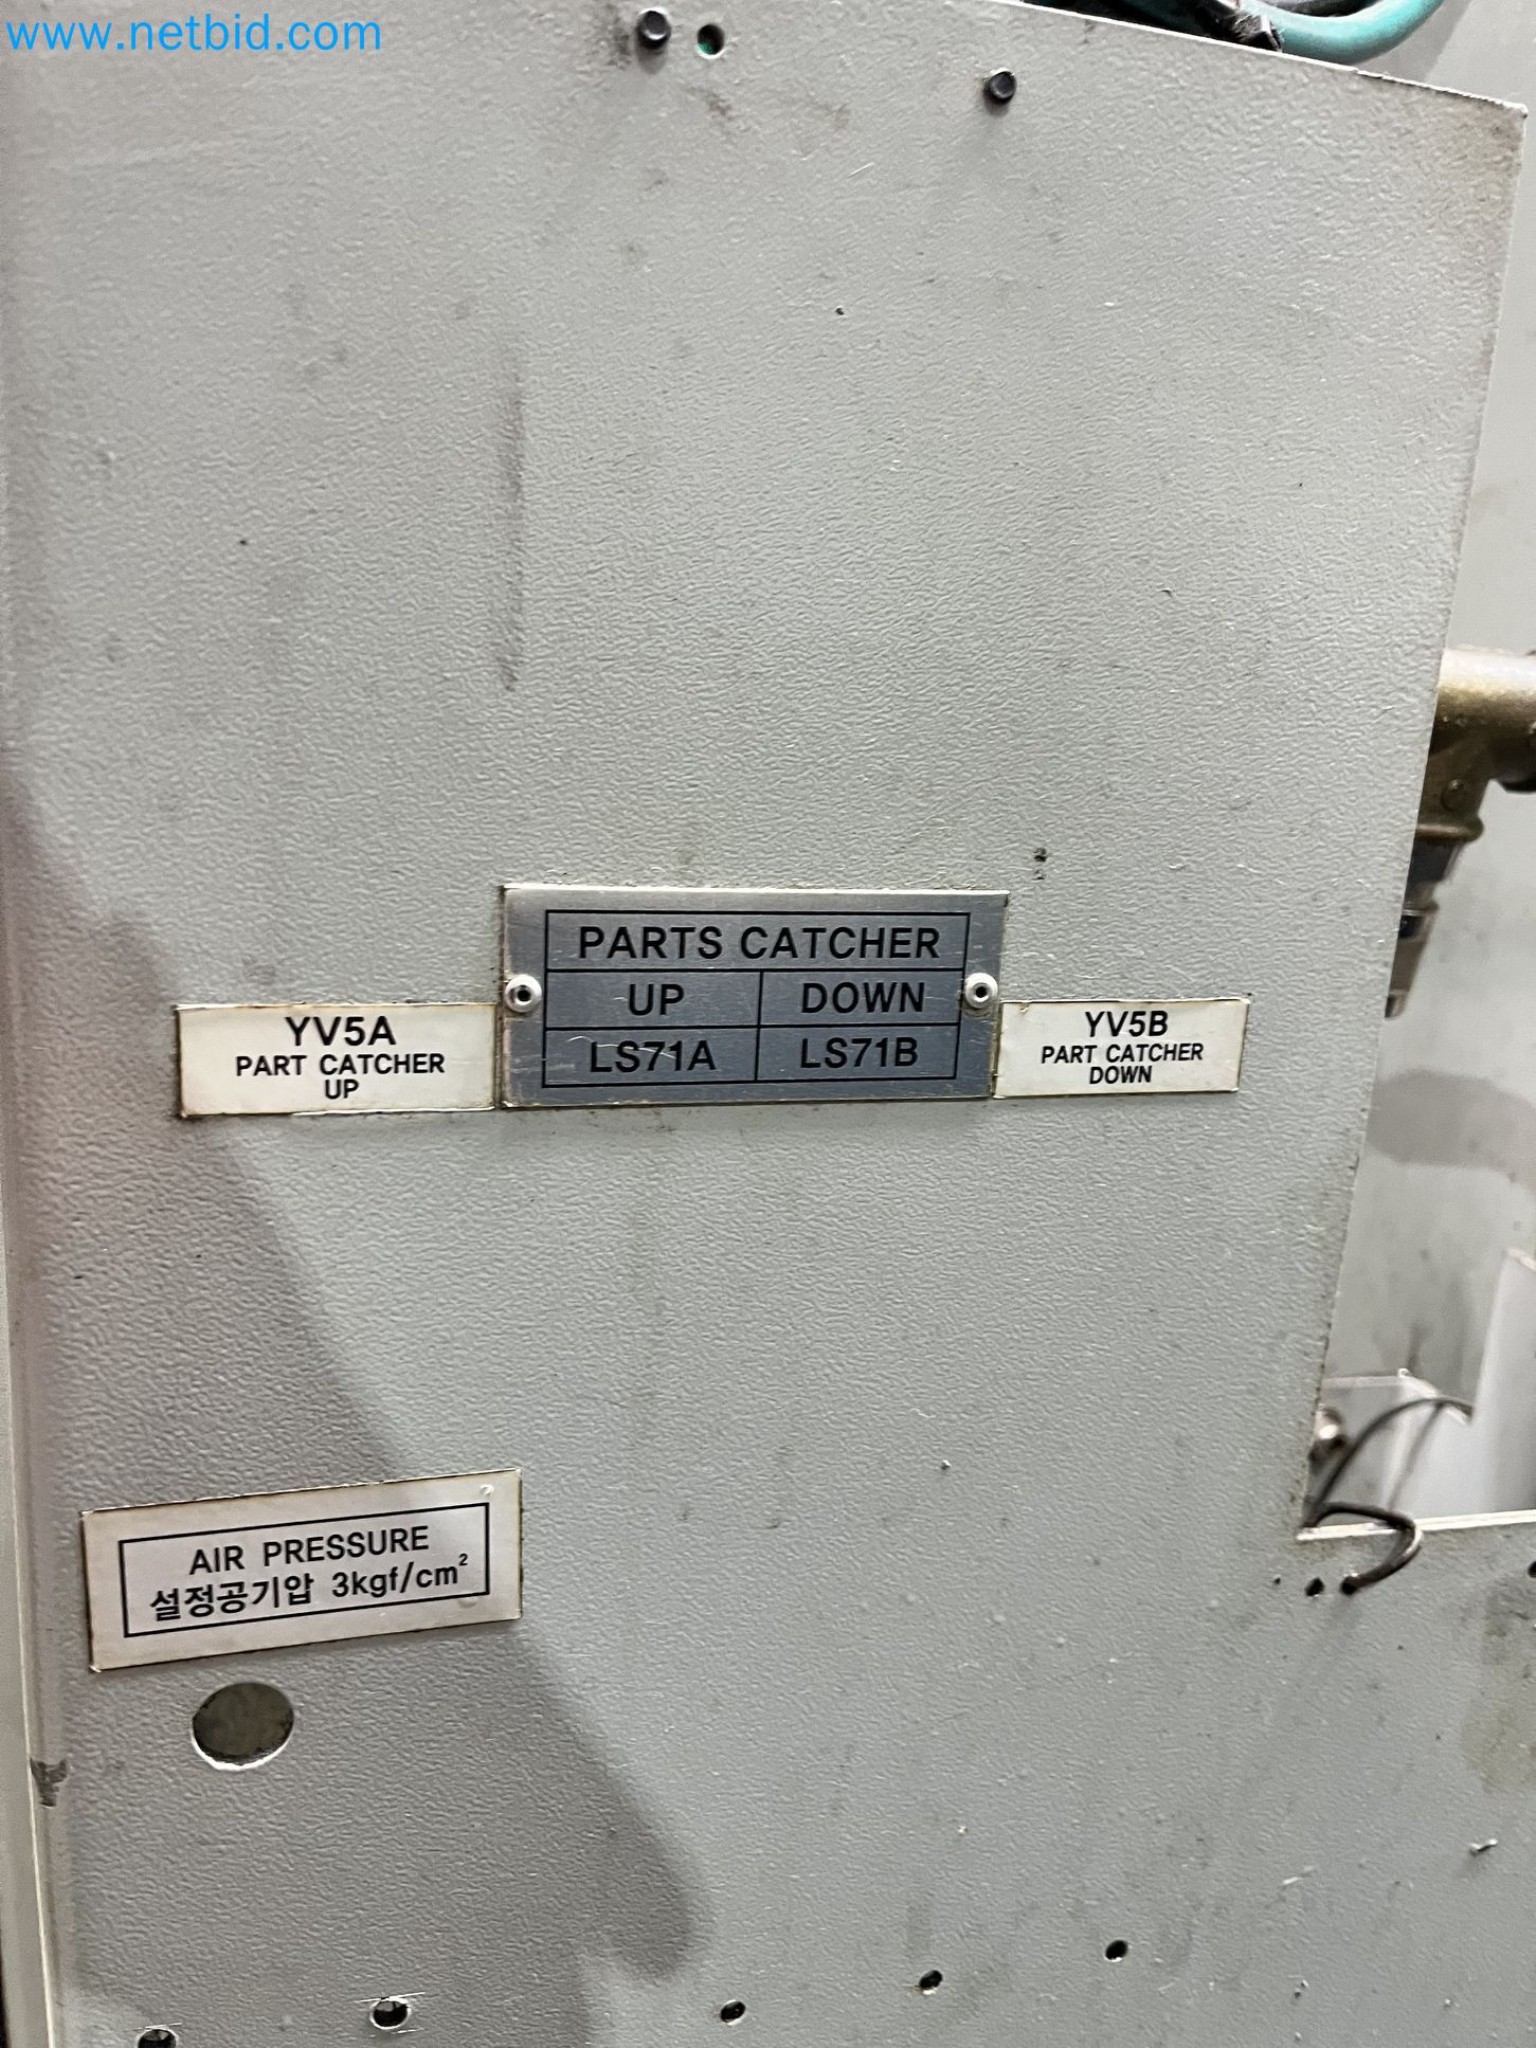 www.netbid.com
PARTS CATCHER
UP DOWN
LS71A LS71B
YV5A
PART CATCHER
UP
YV5B
PART CATCHER
DOWN
AIR PRESSURE
설정공기압 3kgf/cm²